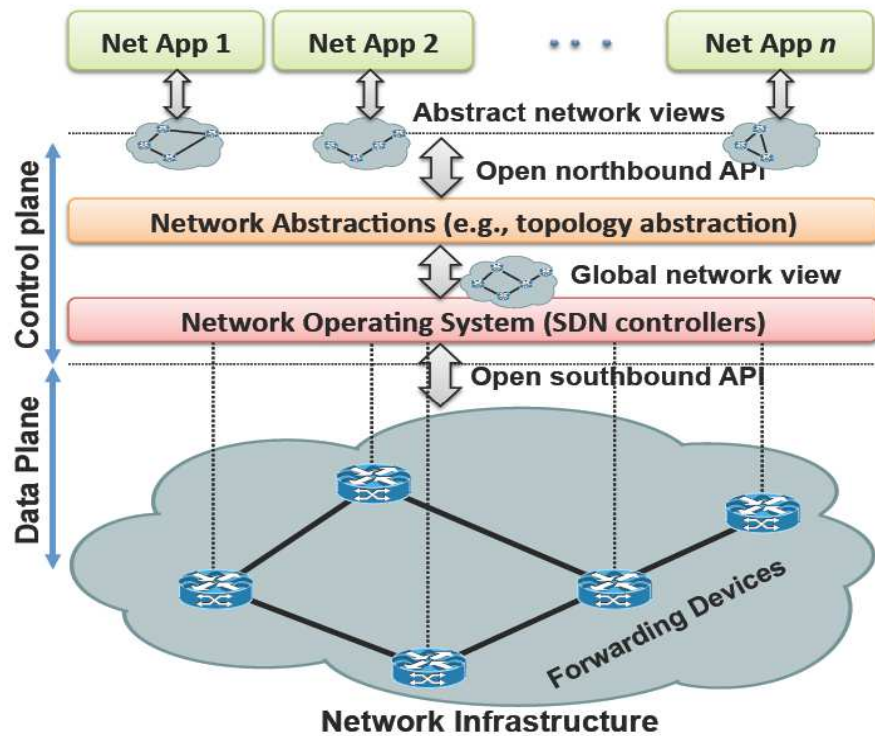 Net App 1
Net App 2
. . . .
Net App n
Abstract network views
Open northbound API
Control plane
Network Abstractions (e.g., topology abstraction)
Global network view
Network Operating System (SDN controllers)
Open southbound API
Data Plane
Forwarding Devices
Network Infrastructure